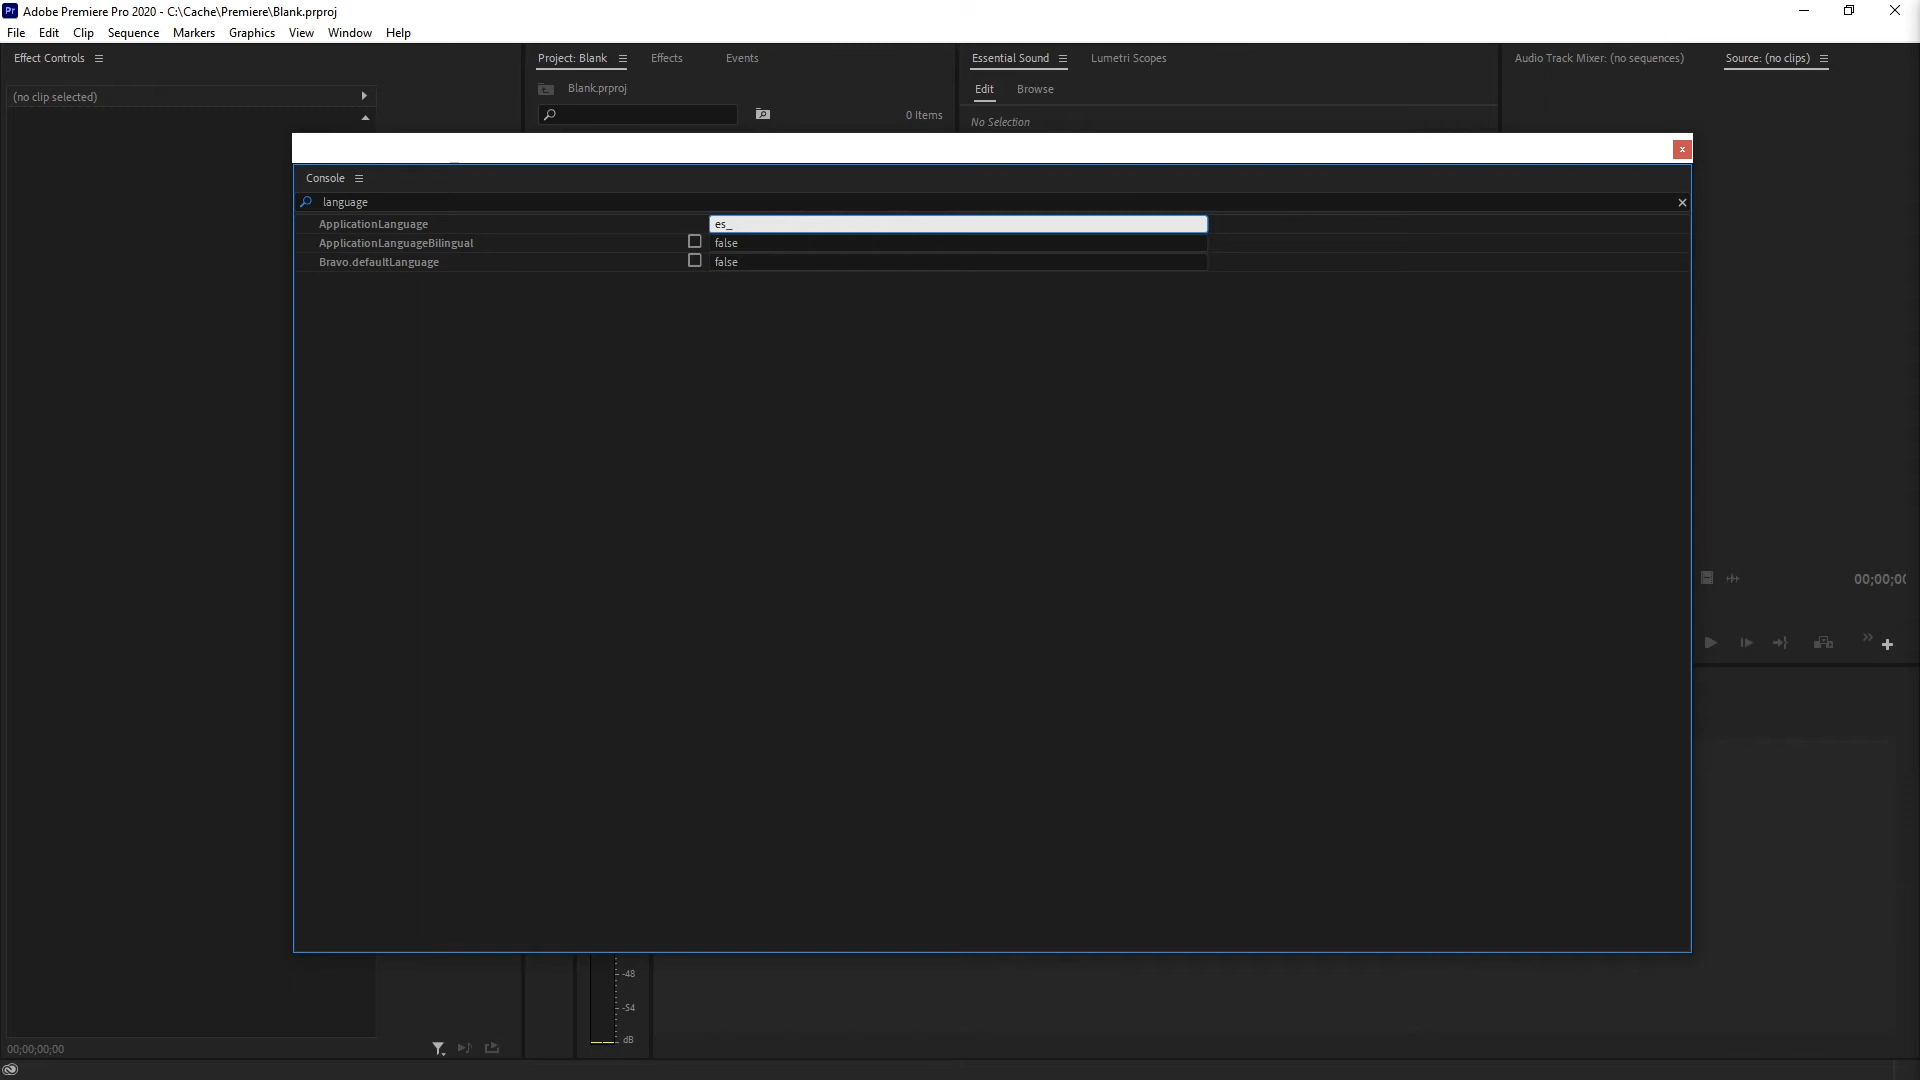 Pr Adobe Premiere Pro 2020 - C:\Cache\Premiere\Blank.prproj
File Edit Clip Sequence Markers Graphics View Window Help
Effect Controls
Project: Blank Effects Events
Essential Sound Lumetri Scopes
Audio Track Mixer: (no sequences) Source: (no clips)
(no clip selected)
Blank.prproj
Edit Browse
0 Items
No Selection
x
Console
language
ApplicationLanguage es_
ApplicationLanguageBilingual false
Bravo.defaultLanguage false
-48
-54
dB
00;00;00;00